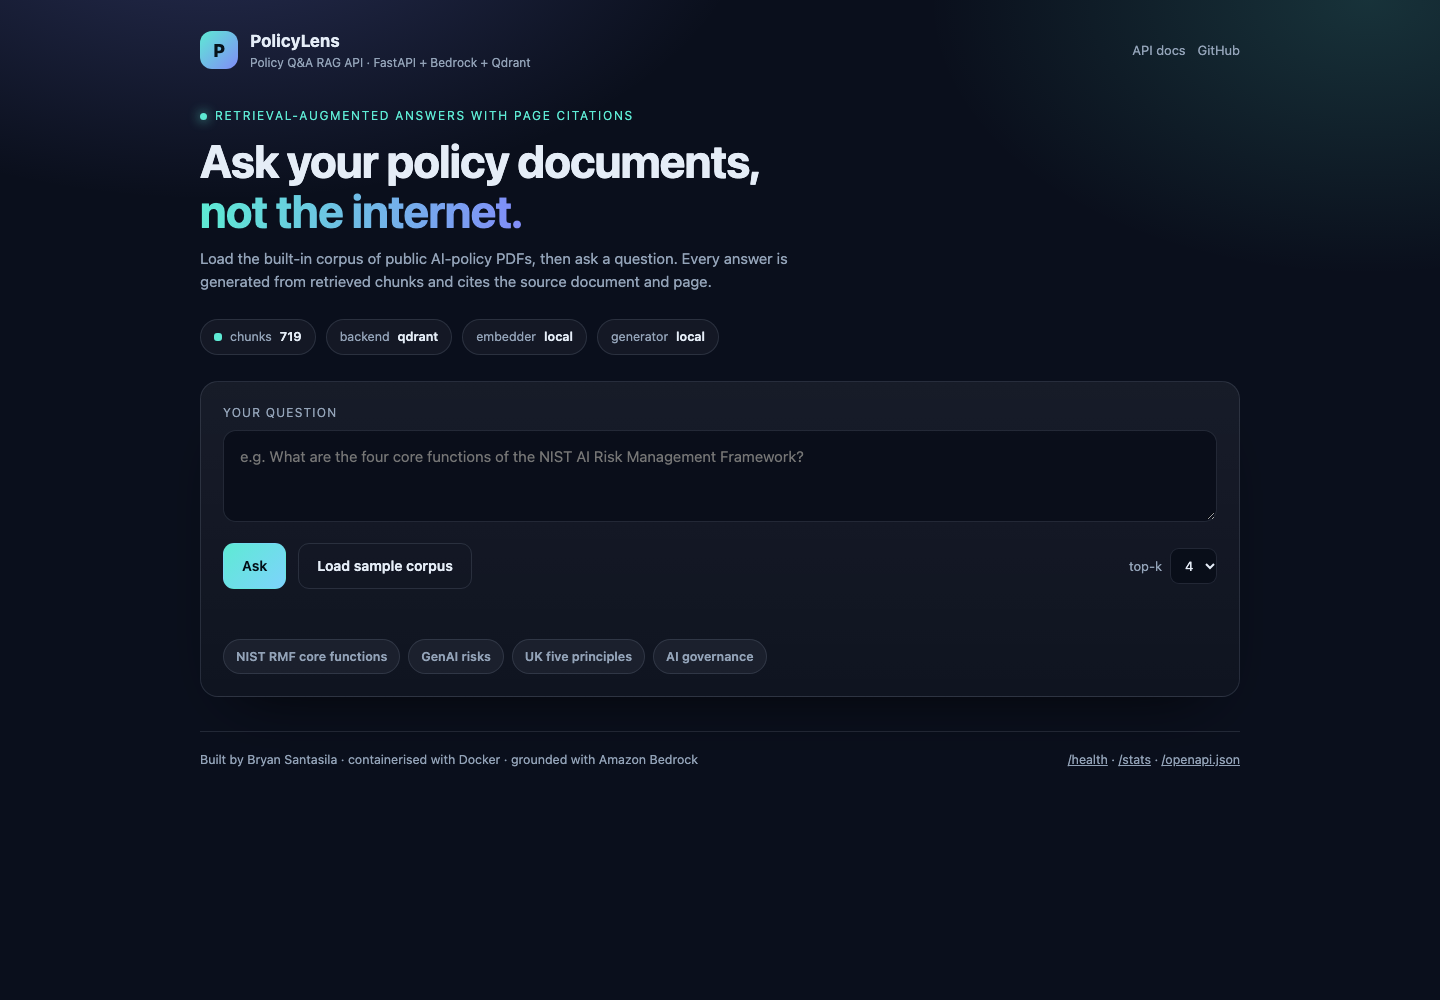 P
PolicyLens
Policy Q&A RAG API · FastAPI + Bedrock + Qdrant
API docs GitHub
RETRIEVAL-AUGMENTED ANSWERS WITH PAGE CITATIONS
Ask your policy documents,
not the internet.
Load the built-in corpus of public AI-policy PDFs, then ask a question. Every answer is
generated from retrieved chunks and cites the source document and page.
chunks 719 backend qdrant embedder local generator local
YOUR QUESTION
e.g. What are the four core functions of the NIST AI Risk Management Framework?
Ask Load sample corpus top-k 4
NIST RMF core functions GenAI risks UK five principles AI governance
Built by Bryan Santasila · containerised with Docker · grounded with Amazon Bedrock /health · /stats · /openapi.json